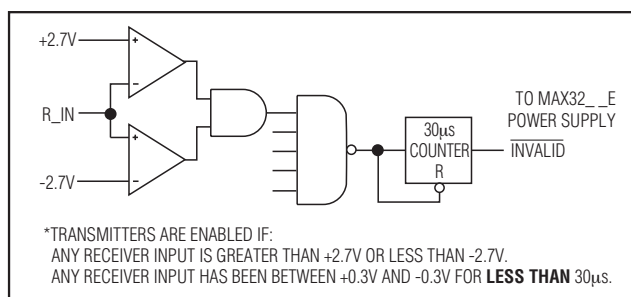 +2.7V
+
-
R_IN
+
-
-2.7V
30µs
COUNTER
R
TO MAX32_ _E
POWER SUPPLY
INVALID
*TRANSMITTERS ARE ENABLED IF:
ANY RECEIVER INPUT IS GREATER THAN +2.7V OR LESS THAN -2.7V.
ANY RECEIVER INPUT HAS BEEN BETWEEN +0.3V AND -0.3V FOR LESS THAN 30µs.